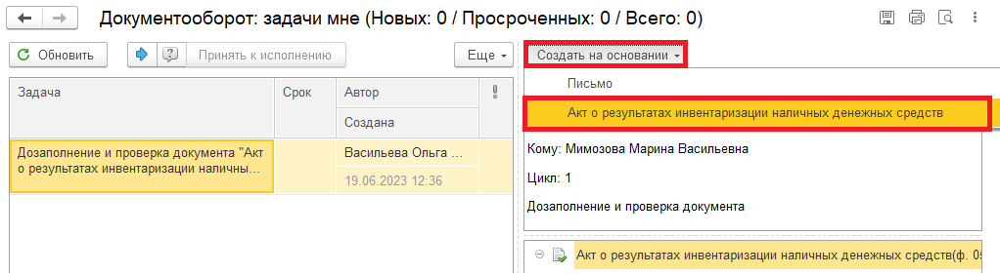 Документооборот: задачи мне (Новых: 0 / Просроченных: 0 / Всего: 0)
Обновить
Принять к исполнению
Еще
Создать на основании
Задача
Срок
Автор
Создана
Дозаполнение и проверка документа "Акт
о результатах инвентаризации наличны...
Васильева Ольга ...
19.06.2023 12:36
Письмо
Акт о результатах инвентаризации наличных денежных средств
Кому: Мимозова Марина Васильевна
Цикл: 1
Дозаполнение и проверка документа
Акт о результатах инвентаризации наличных денежных средств(ф. 05